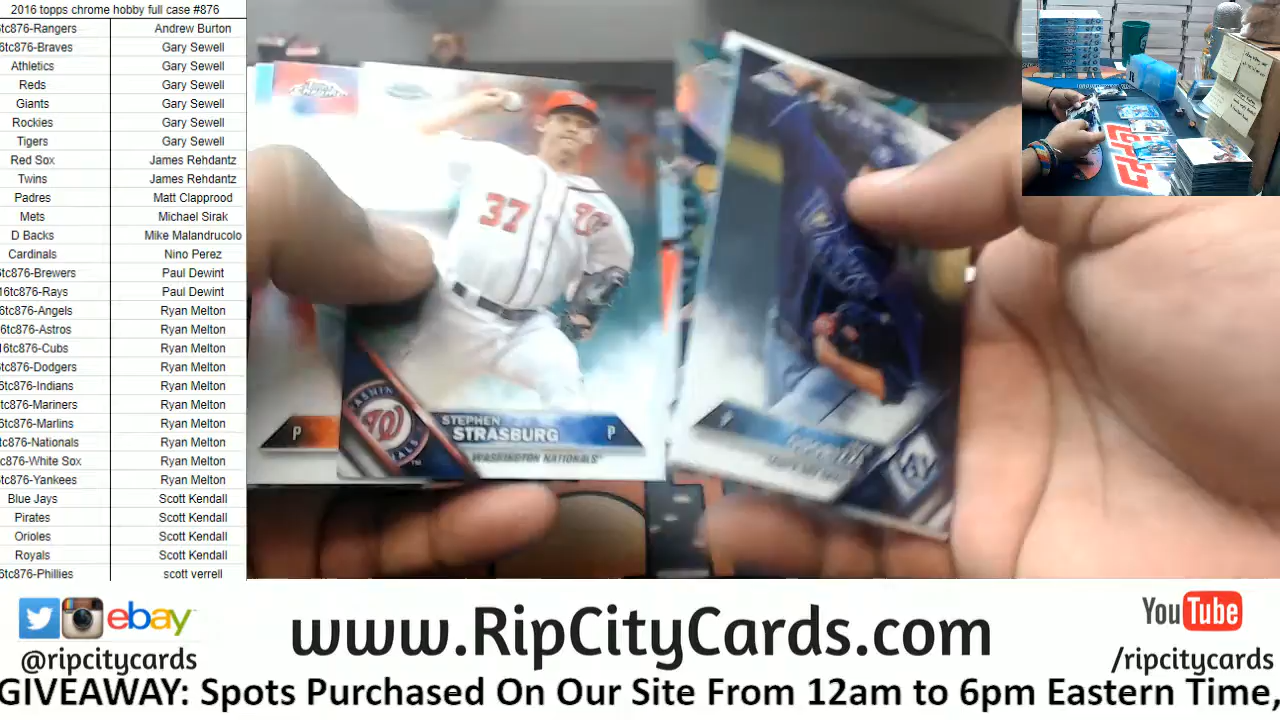 2016 topps chrome hobby full case #876
tc876-Rangers Andrew Burton
6tc876-Braves Gary Sewell
Athletics Gary Sewell
Reds Gary Sewell
Giants Gary Sewell
Rockies Gary Sewell
Tigers Gary Sewell
Red Sox James Rehdantz
Twins James Rehdantz
Padres Matt Clapprood
Mets Michael Sirak
D Backs Mike Malandrucolo
Cardinals Nino Perez
6tc876-Brewers Paul Dewint
16tc876-Rays Paul Dewint
6tc876-Angels Ryan Melton
6tc876-Astros Ryan Melton
16tc876-Cubs Ryan Melton
6tc876-Dodgers Ryan Melton
6tc876-Indians Ryan Melton
tc876-Mariners Ryan Melton
6tc876-Marlins Ryan Melton
tc876-Nationals Ryan Melton
c876-White Sox Ryan Melton
tc876-Yankees Ryan Melton
Blue Jays Scott Kendall
Pirates Scott Kendall
Orioles Scott Kendall
Royals Scott Kendall
6tc876-Phillies scott verrell
37
P
STEPHEN
STRASBURG P
WASHINGTON NATIONALS
ebay
@ripcitycards
www.RipCityCards.com
YouTube
/ripcitycards
GIVEAWAY: Spots Purchased On Our Site From 12am to 6pm Eastern Time,